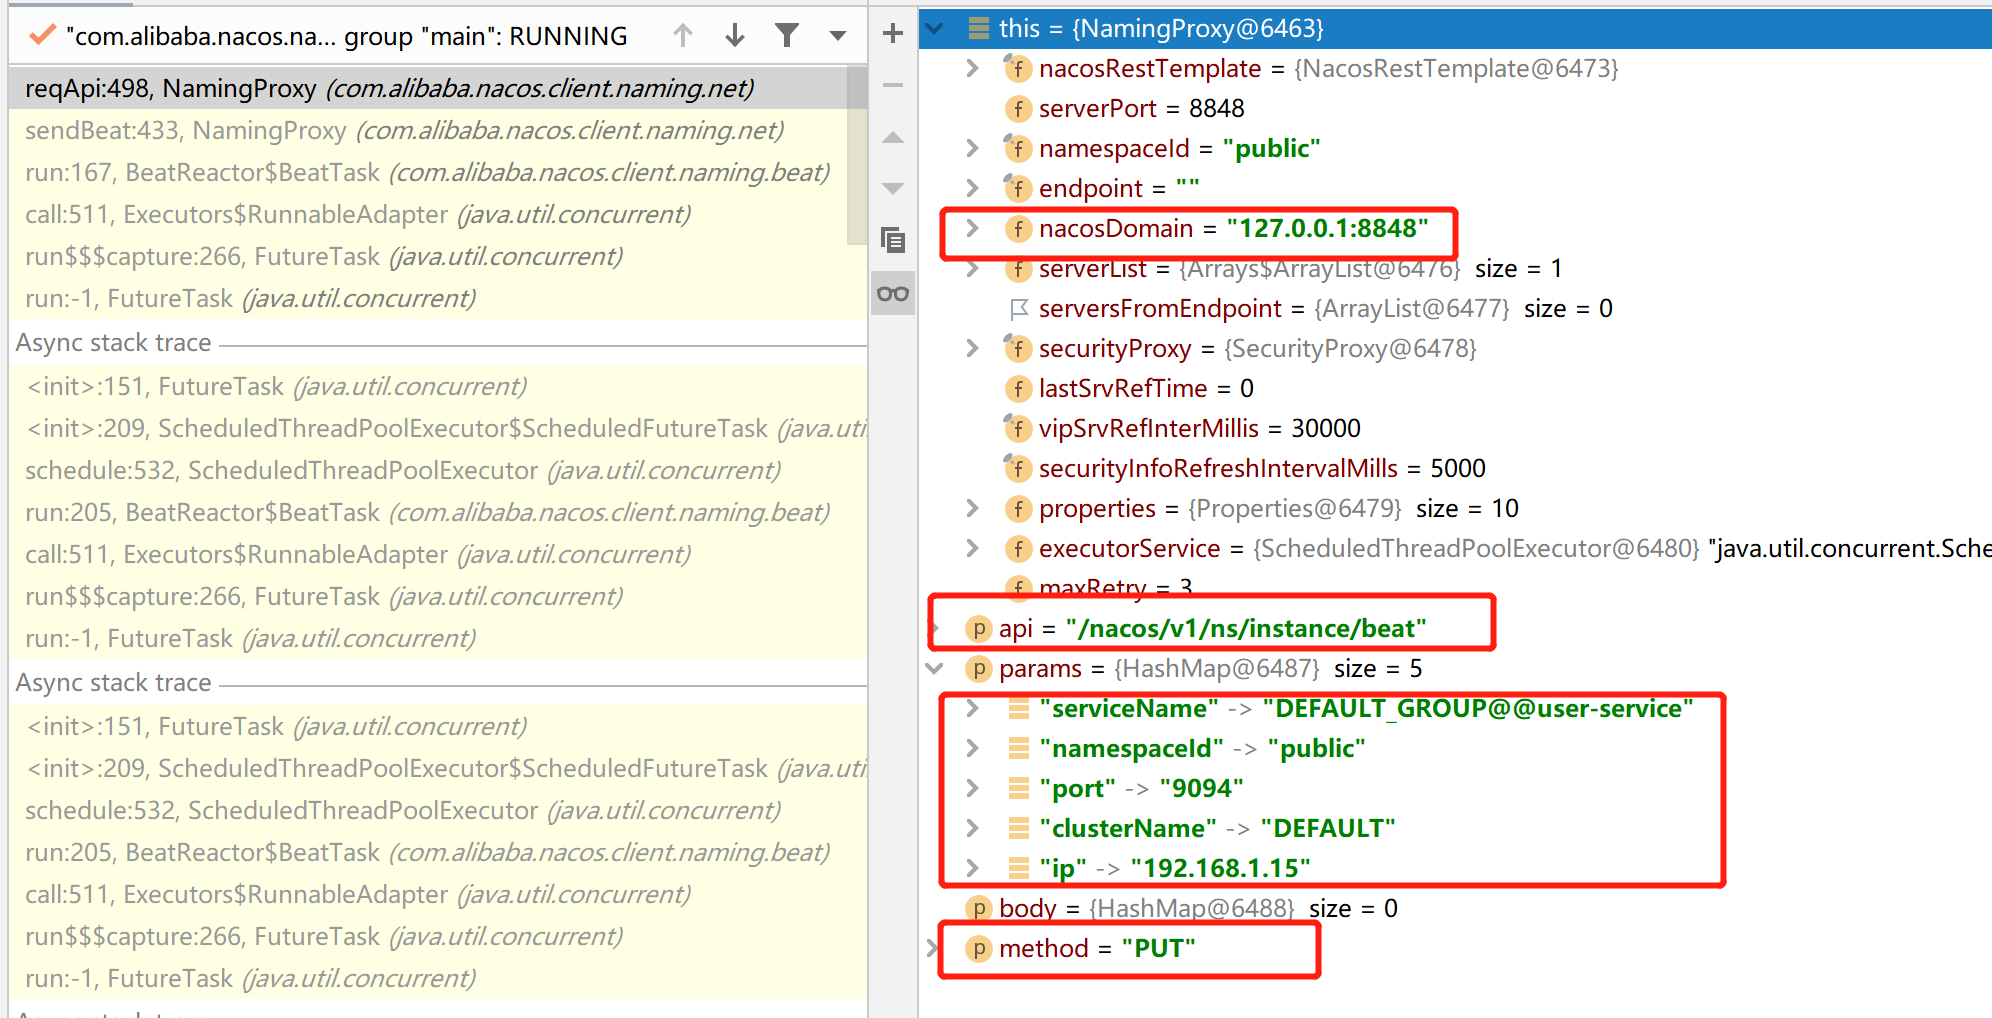 "com.alibaba.nacos.na... group "main": RUNNING
reqApi:498, NamingProxy (com.alibaba.nacos.client.naming.net)
sendBeat:433, NamingProxy (com.alibaba.nacos.client.naming.net)
run:167, BeatReactor$BeatTask (com.alibaba.nacos.client.naming.beat)
call:511, Executors$RunnableAdapter (java.util.concurrent)
run$$$capture:266, FutureTask (java.util.concurrent)
run:-1, FutureTask (java.util.concurrent)
Async stack trace
<init>:151, FutureTask (java.util.concurrent)
<init>:209, ScheduledThreadPoolExecutor$ScheduledFutureTask (java.uti
schedule:532, ScheduledThreadPoolExecutor (java.util.concurrent)
run:205, BeatReactor$BeatTask (com.alibaba.nacos.client.naming.beat)
call:511, Executors$RunnableAdapter (java.util.concurrent)
run$$$capture:266, FutureTask (java.util.concurrent)
run:-1, FutureTask (java.util.concurrent)
Async stack trace
<init>:151, FutureTask (java.util.concurrent)
<init>:209, ScheduledThreadPoolExecutor$ScheduledFutureTask (java.uti
schedule:532, ScheduledThreadPoolExecutor (java.util.concurrent)
run:205, BeatReactor$BeatTask (com.alibaba.nacos.client.naming.beat)
call:511, Executors$RunnableAdapter (java.util.concurrent)
run$$$capture:266, FutureTask (java.util.concurrent)
run:-1, FutureTask (java.util.concurrent)
this = {NamingProxy@6463}
f nacosRestTemplate = {NacosRestTemplate@6473}
f serverPort = 8848
f namespaceId = "public"
f endpoint = ""
f nacosDomain = "127.0.0.1:8848"
f serverList = {Arrays$ArrayList@6476} size = 1
serversFromEndpoint = {ArrayList@6477} size = 0
f securityProxy = {SecurityProxy@6478}
f lastSrvRefTime = 0
f vipSrvRefInterMillis = 30000
f securityInfoRefreshIntervalMills = 5000
f properties = {Properties@6479} size = 10
f executorService = {ScheduledThreadPoolExecutor@6480} "java.util.concurrent.Sche
f maxRetry = 3
p api = "/nacos/v1/ns/instance/beat"
p params = {HashMap@6487} size = 5
"serviceName" -> "DEFAULT_GROUP@@user-service"
"namespaceId" -> "public"
"port" -> "9094"
"clusterName" -> "DEFAULT"
"ip" -> "192.168.1.15"
p body = {HashMap@6488} size = 0
p method = "PUT"